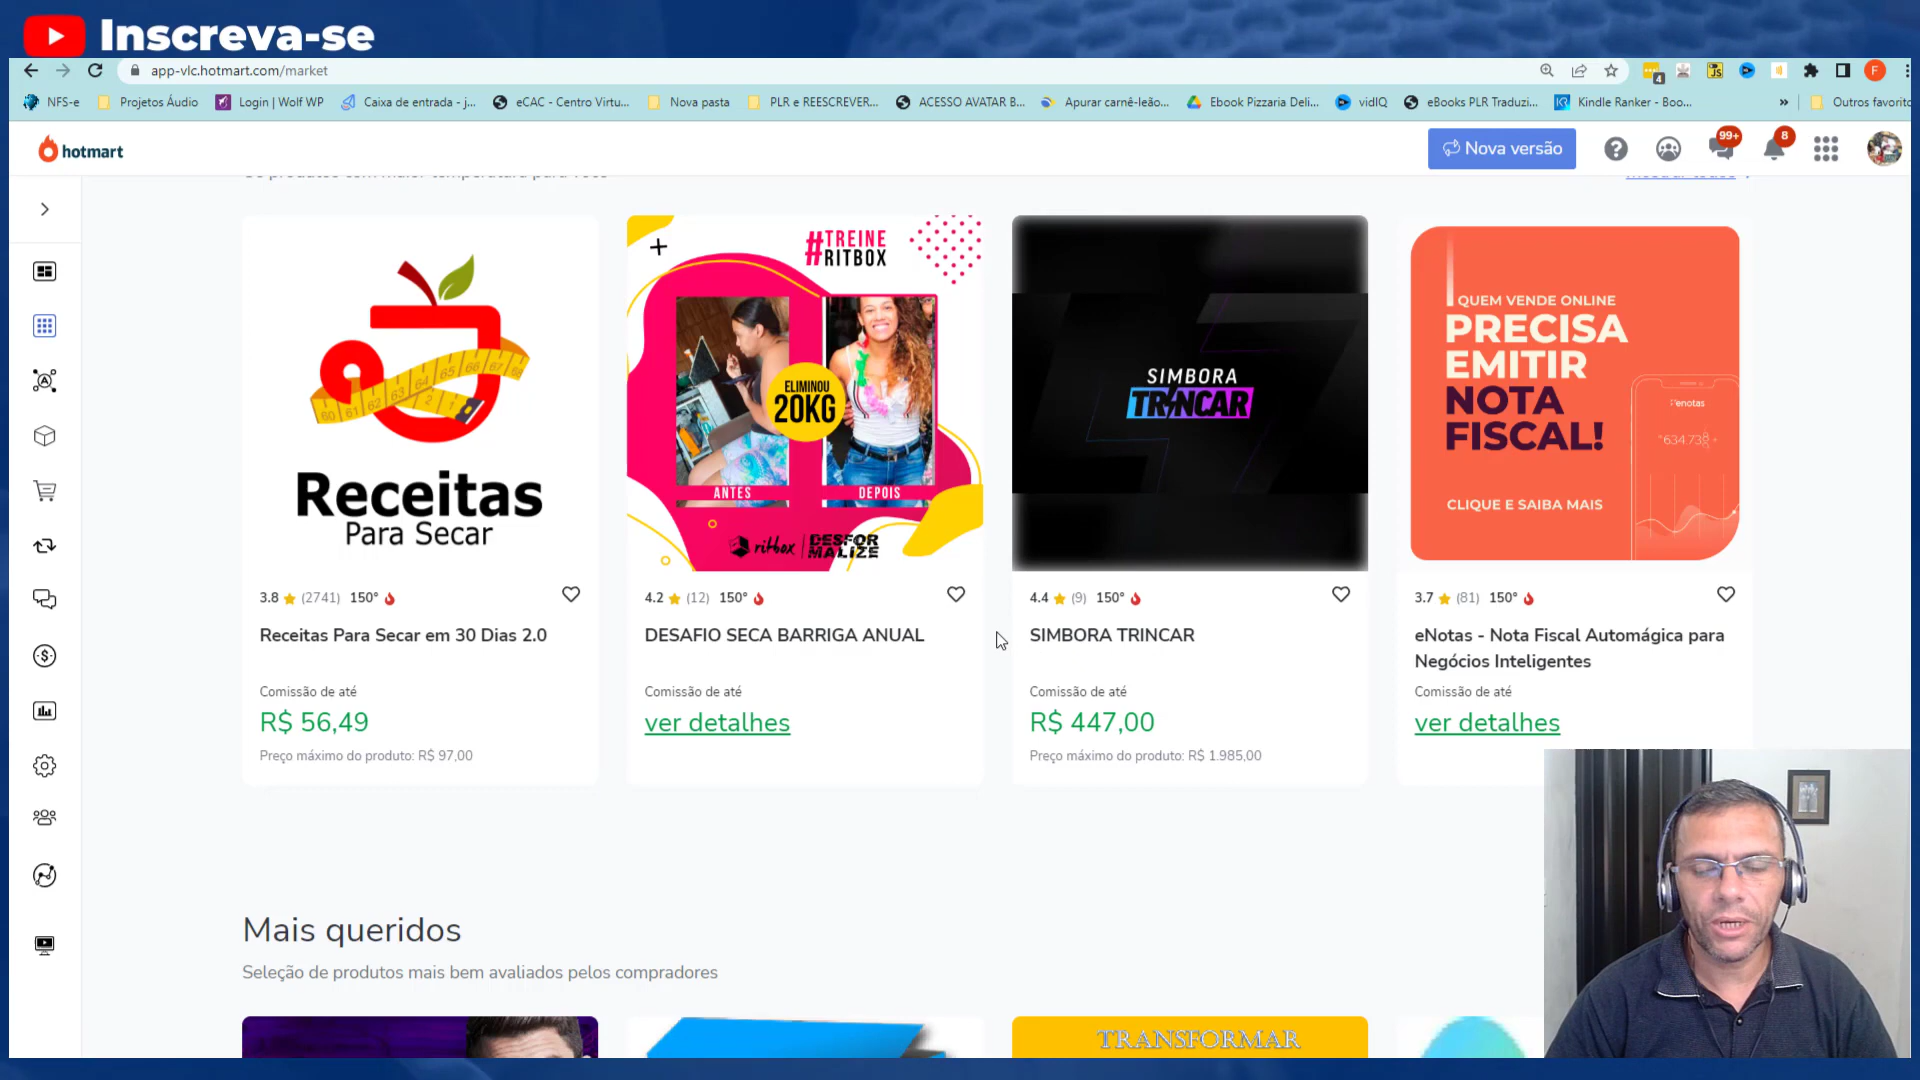 Inscreva-se
app-vlc.hotmart.com/market
4
JS
F
NFS-e
Projetos Áudio
Login | Wolf WP
Caixa de entrada - j...
eCAC - Centro Virtu...
Nova pasta
PLR e REESCREVER...
ACESSO AVATAR B...
Apurar carnê-leão...
Ebook Pizzaria Deli...
vidIQ
eBooks PLR Traduzi...
Kindle Ranker - Boo...
»
Outros favorito
hotmart
Nova versão
99+
8
#TREINE
RITBOX
ELIMINOU
20KG
ANTES
DEPOIS
ritbox
DESFOR
MALIZE
Receitas
Para Secar
SIMBORA
TRINCAR
QUEM VENDE ONLINE
PRECISA
EMITIR
NOTA
FISCAL!
enotas
CLIQUE E SAIBA MAIS
3.8 (2741) 150°
Receitas Para Secar em 30 Dias 2.0
Comissão de até
R$ 56,49
Preço máximo do produto: R$ 97,00
4.2 (12) 150°
DESAFIO SECA BARRIGA ANUAL
Comissão de até
ver detalhes
4.4 (9) 150°
SIMBORA TRINCAR
Comissão de até
R$ 447,00
Preço máximo do produto: R$ 1.985,00
3.7 (81) 150°
eNotas - Nota Fiscal Automágica para
Negócios Inteligentes
Comissão de até
ver detalhes
Mais queridos
Seleção de produtos mais bem avaliados pelos compradores
TRANSFORMAR